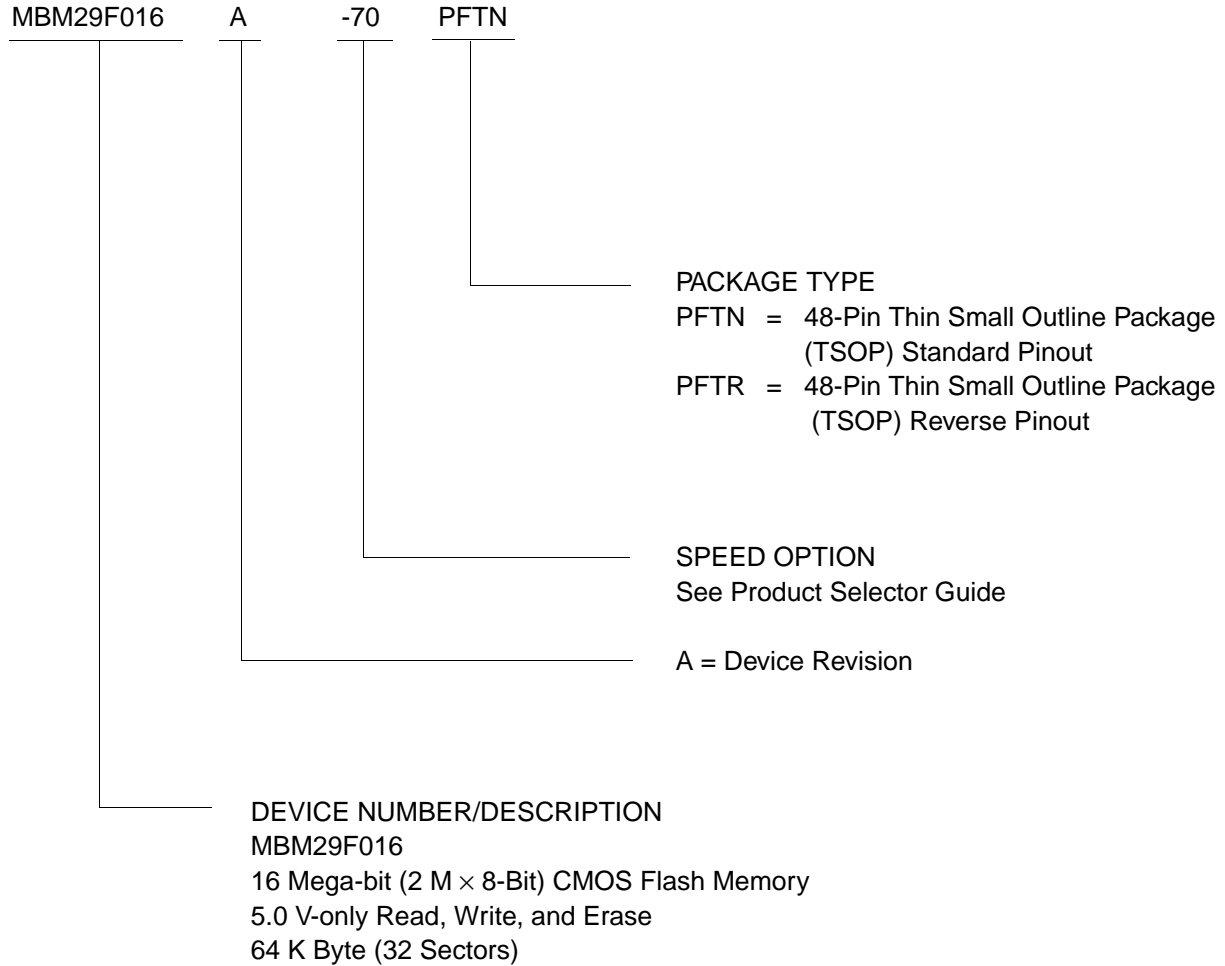 MBM29F016 A -70 PFTN
PACKAGE TYPE
PFTN = 48-Pin Thin Small Outline Package
(TSOP) Standard Pinout
PFTR = 48-Pin Thin Small Outline Package
(TSOP) Reverse Pinout
SPEED OPTION
See Product Selector Guide
A = Device Revision
DEVICE NUMBER/DESCRIPTION
MBM29F016
16 Mega-bit (2 M × 8-Bit) CMOS Flash Memory
5.0 V-only Read, Write, and Erase
64 K Byte (32 Sectors)